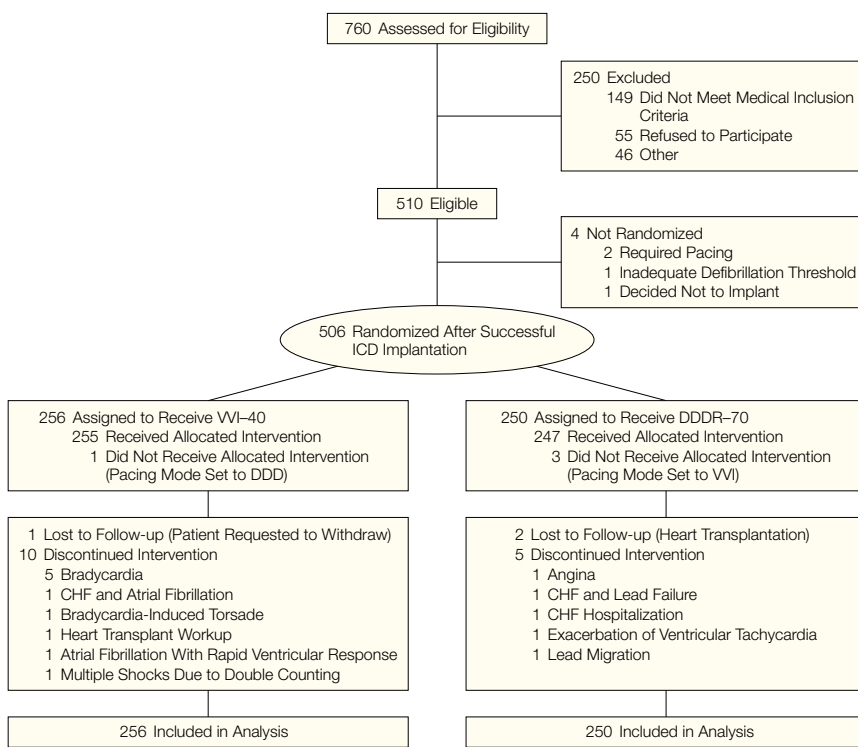 760 Assessed for Eligibility
250 Excluded
149 Did Not Meet Medical Inclusion
Criteria
55 Refused to Participate
46 Other
510 Eligible
4 Not Randomized
2 Required Pacing
1 Inadequate Defibrillation Threshold
1 Decided Not to Implant
506 Randomized After Successful
ICD Implantation
256 Assigned to Receive VVI–40
255 Received Allocated Intervention
1 Did Not Receive Allocated Intervention
(Pacing Mode Set to DDD)
250 Assigned to Receive DDDR–70
247 Received Allocated Intervention
3 Did Not Receive Allocated Intervention
(Pacing Mode Set to VVI)
1 Lost to Follow-up (Patient Requested to Withdraw)
10 Discontinued Intervention
5 Bradycardia
1 CHF and Atrial Fibrillation
1 Bradycardia-Induced Torsade
1 Heart Transplant Workup
1 Atrial Fibrillation With Rapid Ventricular Response
1 Multiple Shocks Due to Double Counting
2 Lost to Follow-up (Heart Transplantation)
5 Discontinued Intervention
1 Angina
1 CHF and Lead Failure
1 CHF Hospitalization
1 Exacerbation of Ventricular Tachycardia
1 Lead Migration
256 Included in Analysis
250 Included in Analysis